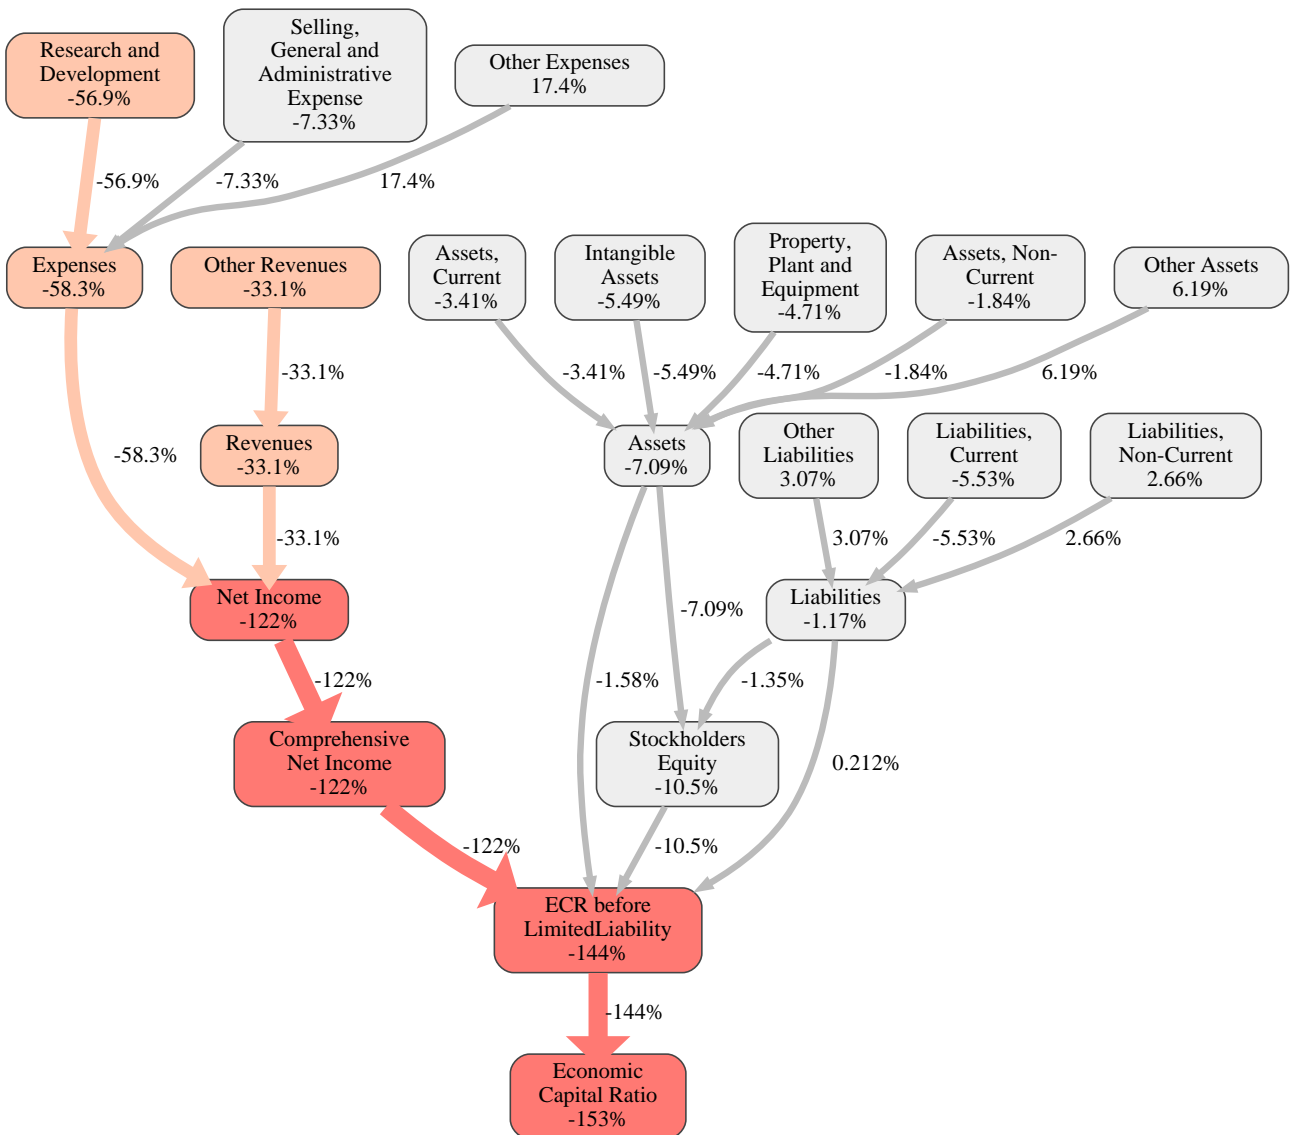 Research and
Development
-56.9%
Selling,
General and
Administrative
Expense
-7.33%
Other Expenses
17.4%
-56.9%
-7.33%
17.4%
Expenses
-58.3%
Other Revenues
-33.1%
Assets,
Current
-3.41%
Intangible
Assets
-5.49%
Property,
Plant and
Equipment
-4.71%
Assets, Non-
Current
-1.84%
Other Assets
6.19%
-33.1%
-3.41%
-5.49%
-4.71%
-1.84%
6.19%
-58.3%
Revenues
-33.1%
Assets
-7.09%
Other
Liabilities
3.07%
Liabilities,
Current
-5.53%
Liabilities,
Non-Current
2.66%
-33.1%
3.07%
-5.53%
2.66%
Net Income
-122%
-7.09%
Liabilities
-1.17%
-122%
-1.58%
-1.35%
Comprehensive
Net Income
-122%
Stockholders
Equity
-10.5%
0.212%
-122%
-10.5%
ECR before
LimitedLiability
-144%
-144%
Economic
Capital Ratio
-153%